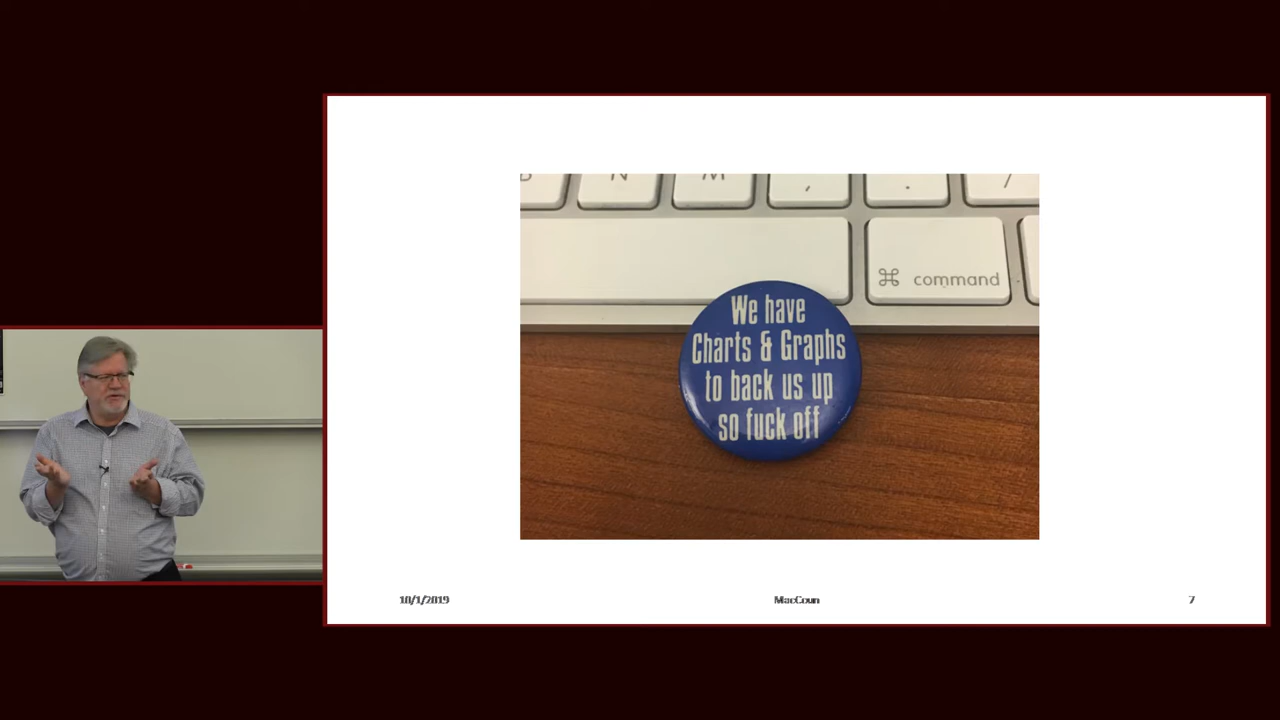 N M , . /
⌘ command
We have
Charts & Graphs
to back us up
so fuck off
10/1/2019 MacCoun 7